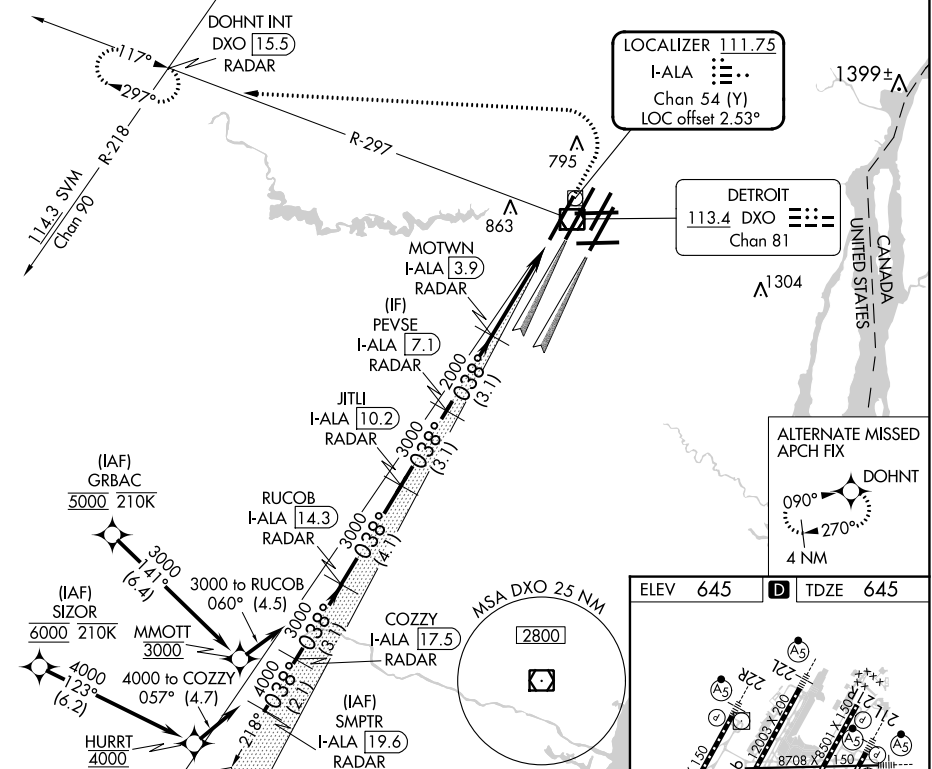 DOHNT INT
DXO 15.5
RADAR
117°
297°
R-218
114.3 SVM
Chan 90
R-297
LOCALIZER 111.75
I-ALA
Chan 54 (Y)
LOC offset 2.53°
1399±
795
863
DETROIT
113.4 DXO
Chan 81
CANADA
UNITED STATES
1304
MOTWN
I-ALA 3.9
RADAR
(IF)
PEVSE
I-ALA 7.1
RADAR
2000
038°
(3.1)
JITLI
I-ALA 10.2
RADAR
3000
038°
(3.1)
RUCOB
I-ALA 14.3
RADAR
3000
038°
(4.1)
(IAF)
GRBAC
5000 210K
3000
141°
(6.4)
3000 to RUCOB
060° (4.5)
3000
038°
(3.1)
COZZY
I-ALA 17.5
RADAR
(IAF)
SIZOR
6000 210K
4000
123°
(6.2)
MMOTT
3000
4000 to COZZY
057° (4.7)
4000
038°
(2.1)
218°
HURRT
4000
(IAF)
SMPTR
I-ALA 19.6
RADAR
MSA DXO 25 NM
2800
ALTERNATE MISSED
APCH FIX
DOHNT
090°
270°
4 NM
ELEV 645
D
TDZE 645
A5
22R
A5
22L
12003 X 200
8501 X 150
21R
21L
A5
A5
8708 X 150
150